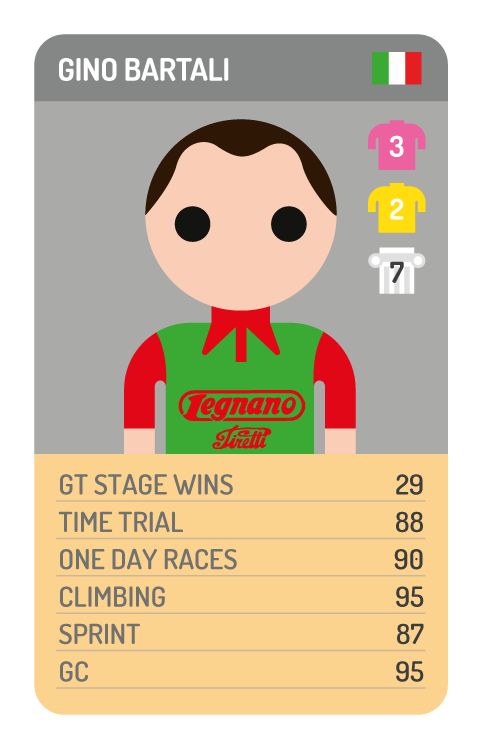 GINO BARTALI
3
2
7
Legnano
Pirelli
GT STAGE WINS 29
TIME TRIAL 88
ONE DAY RACES 90
CLIMBING 95
SPRINT 87
GC 95